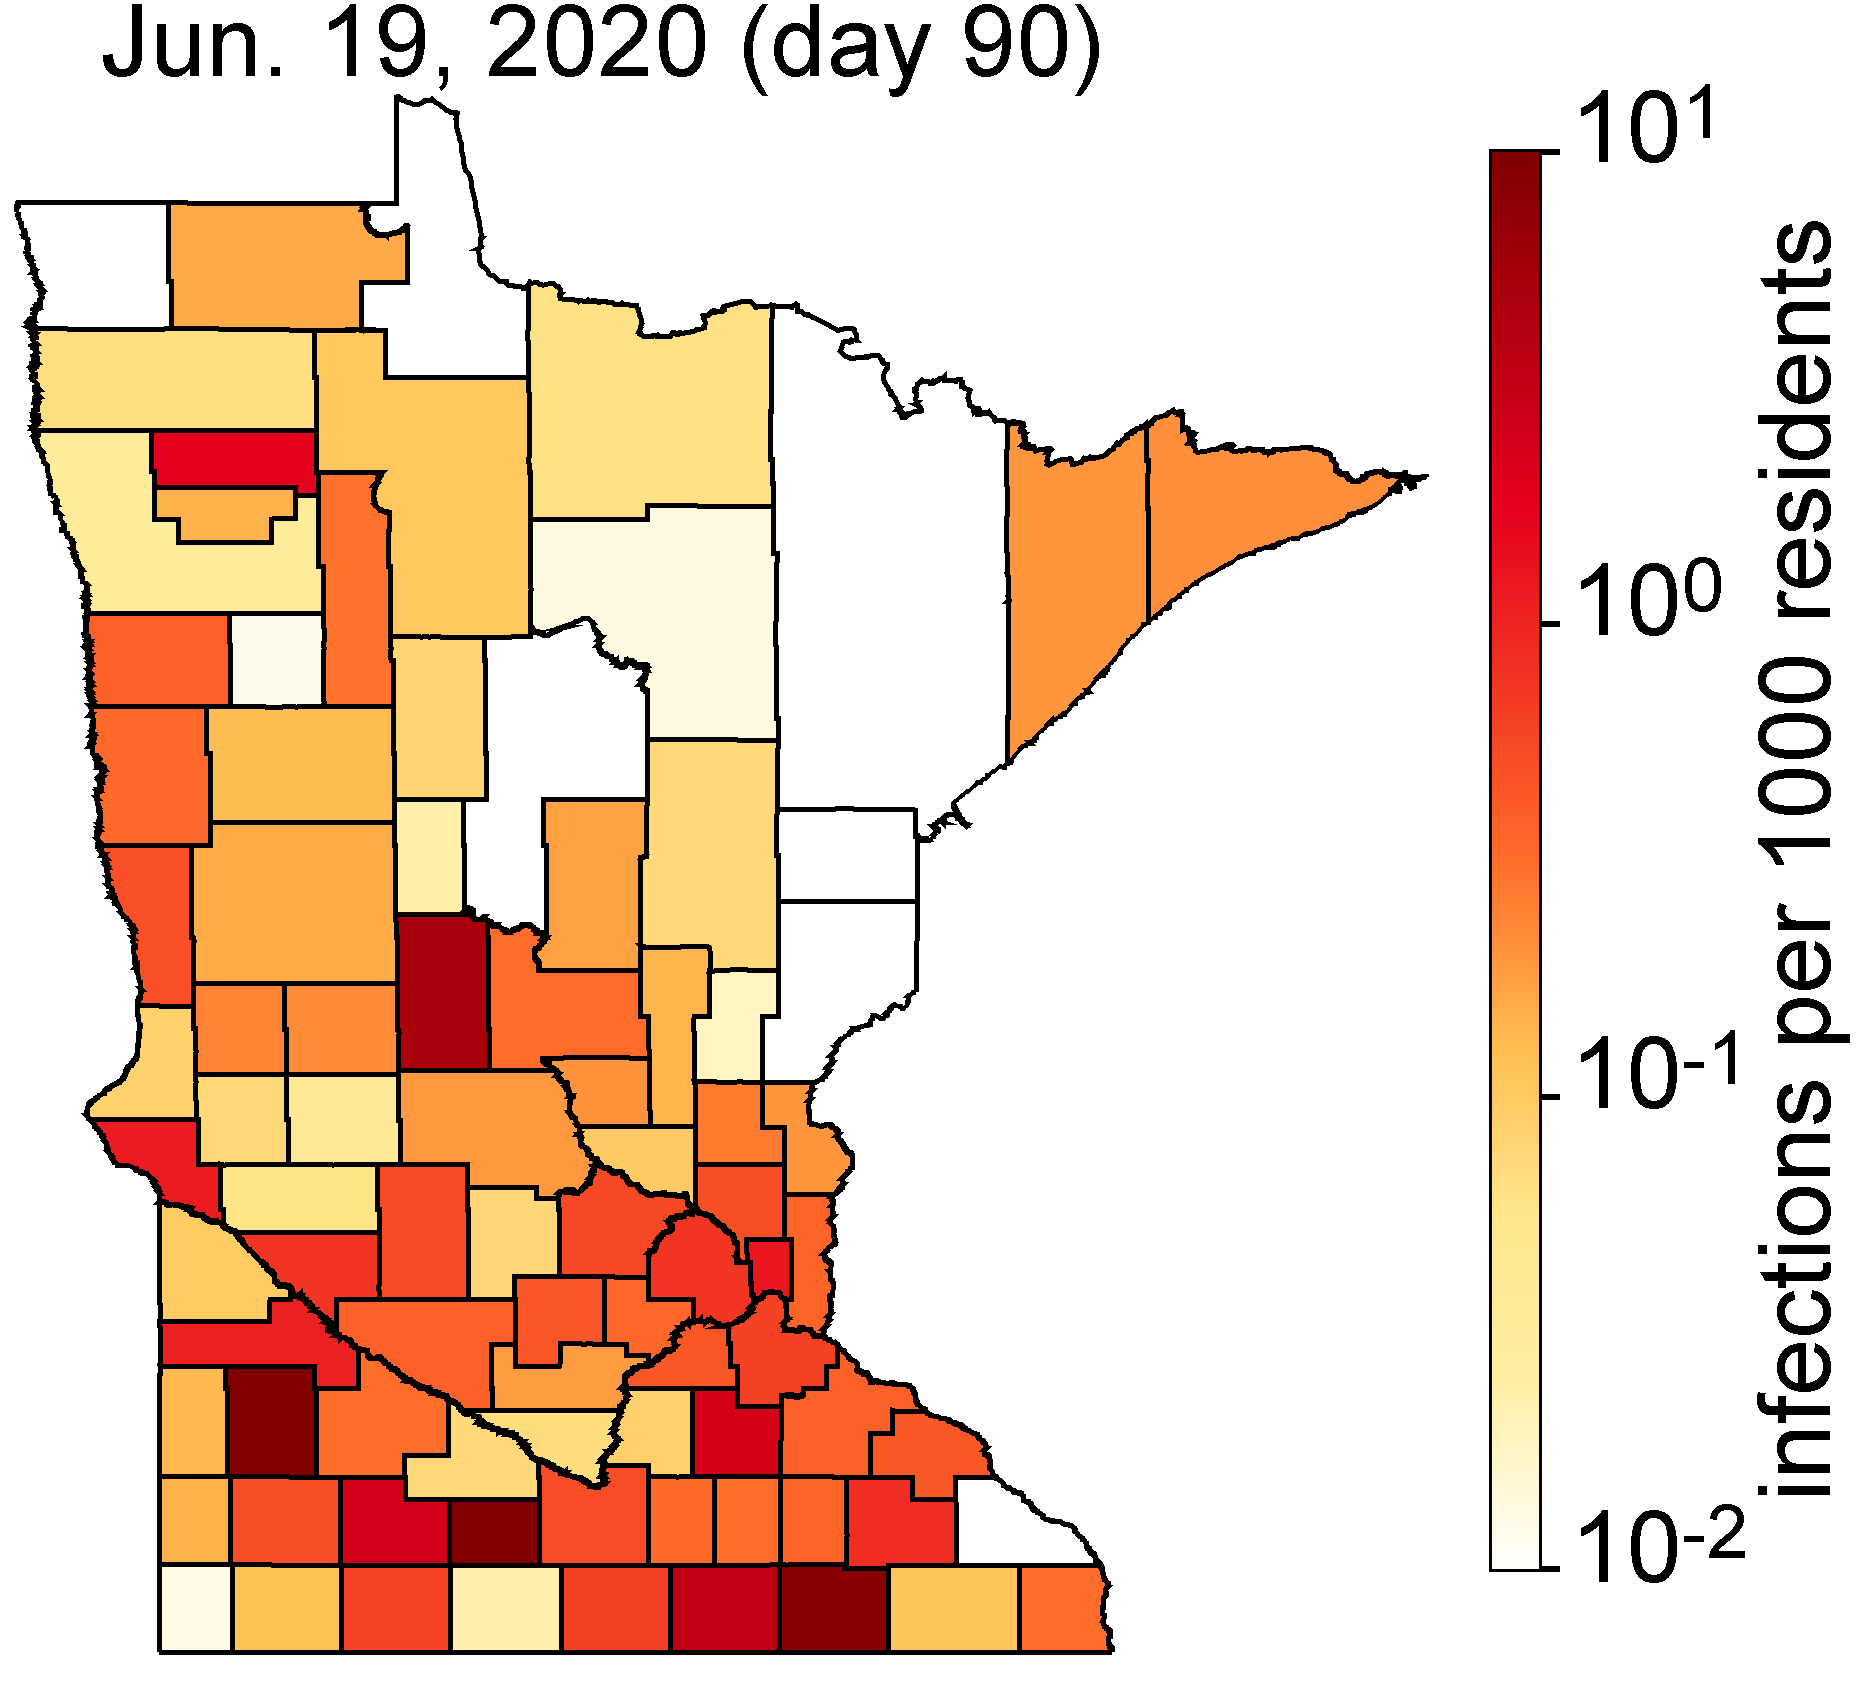 Jun. 19, 2020 (day 90)
10¹
10⁰
10⁻¹
10⁻²
infections per 1000 residents